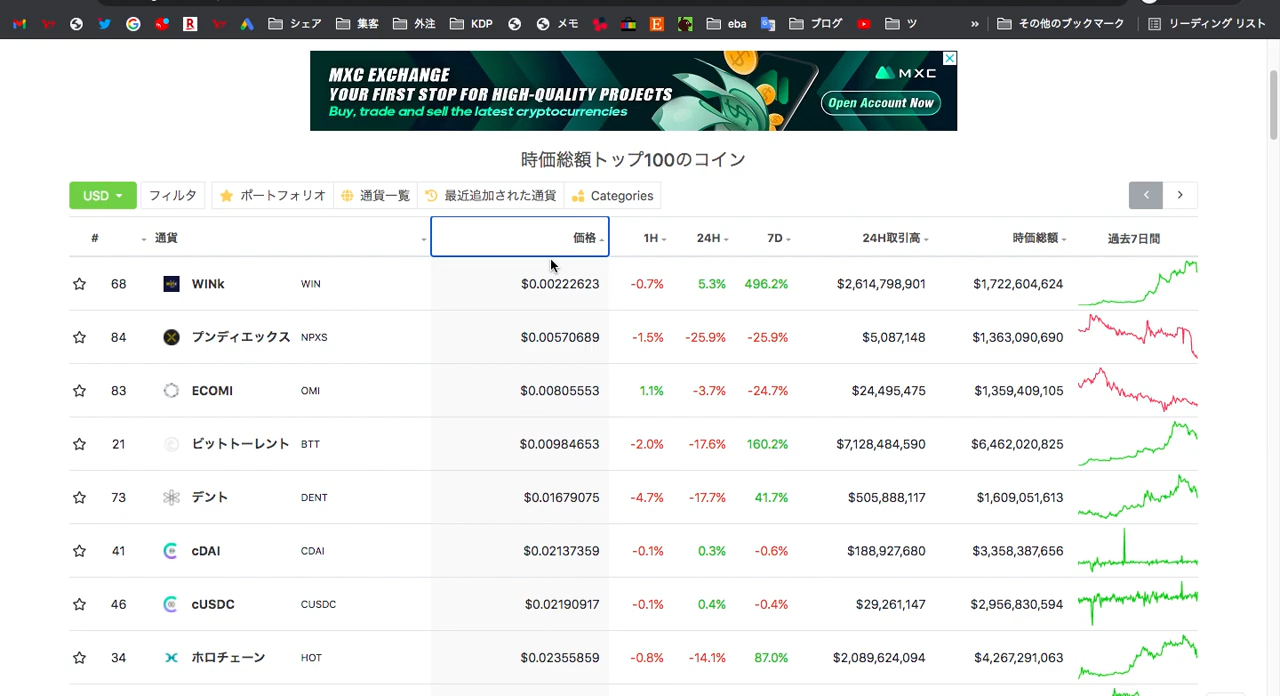 シェア 集客 外注 KDP メモ eba ブログ ツ » その他のブックマーク リーディング リスト
MXC EXCHANGE
YOUR FIRST STOP FOR HIGH-QUALITY PROJECTS
Buy, trade and sell the latest cryptocurrencies
MXC
Open Account Now
時価総額トップ100のコイン
USD フィルタ ポートフォリオ 通貨一覧 最近追加された通貨 Categories
# 通貨 価格 1H 24H 7D 24H取引高 時価総額 過去7日間
68 WINk WIN $0.00222623 -0.7% 5.3% 496.2% $2,614,798,901 $1,722,604,624
84 プンディエックス NPXS $0.00570689 -1.5% -25.9% -25.9% $5,087,148 $1,363,090,690
83 ECOMI OMI $0.00805553 1.1% -3.7% -24.7% $24,495,475 $1,359,409,105
21 ビットトーレント BTT $0.00984653 -2.0% -17.6% 160.2% $7,128,484,590 $6,462,020,825
73 デント DENT $0.01679075 -4.7% -17.7% 41.7% $505,888,117 $1,609,051,613
41 cDAI CDAI $0.02137359 -0.1% 0.3% -0.6% $188,927,680 $3,358,387,656
46 cUSDC CUSDC $0.02190917 -0.1% 0.4% -0.4% $29,261,147 $2,956,830,594
34 ホロチェーン HOT $0.02355859 -0.8% -14.1% 87.0% $2,089,624,094 $4,267,291,063